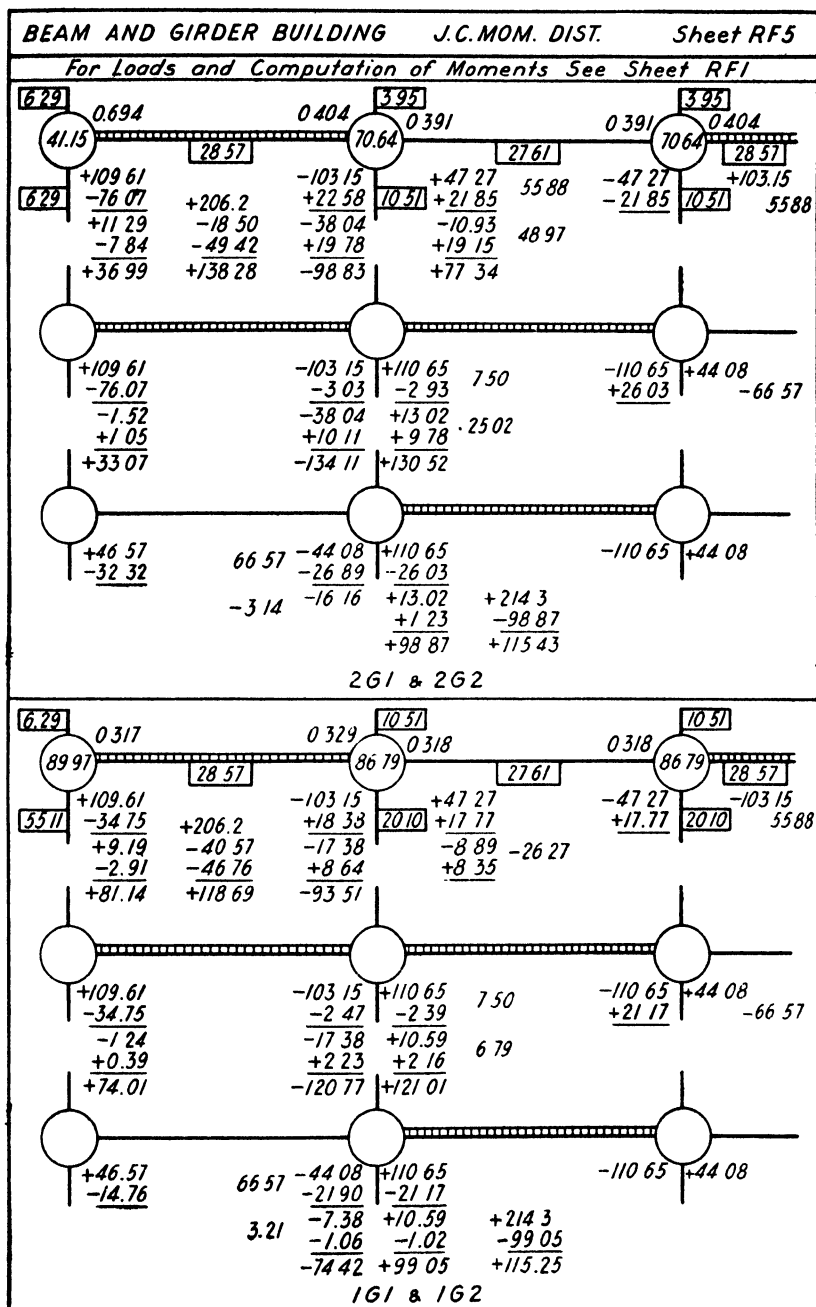 BEAM AND GIRDER BUILDING J.C.MOM. DIST. Sheet RF5
For Loads and Computation of Moments See Sheet RF1
6 29 3 95 3 95
0.694 0 404 0 391 0 391 0 404
41.15 70.64 70 64
28 57 27 61 28 57
+109 61 -103 15 +47 27 55 88 -47 27 +103.15
6 29 -76 07 +206.2 +22 58 10 51 +21 85 -21 85 10 51 55 88
+11 29 -18 50 -38 04 -10.93
-7 84 -49 42 +19 78 +19 15 48 97
+36 99 +138 28 -98 83 +77 34
+109 61 -103 15 +110 65 -110 65 +44 08
-76.07 -3 03 -2 93 7 50 +26 03 -66 57
-1.52 -38 04 +13 02
+1 05 +10 11 +9 78 .25 02
+33 07 -134 11 +130 52
+46 57 -44 08 +110 65 -110 65 +44 08
-32 32 66 57 -26 89 -26 03
-3 14 -16 16 +13.02 +214 3
+1 23 -98 87
+98 87 +115 43
2G1 & 2G2
6.29 10 51 10 51
0 317 0 329 0 318 0 318
89 97 86 79 86 79
28 57 27 61 28 57
+109.61 -103 15 +47 27 -47 27 -103 15
55 11 -34 75 +206.2 +18 38 20 10 +17 77 +17.77 20 10 55 88
+9.19 -40 57 -17 38 -8 89 -26 27
-2.91 -46 76 +8 64 +8 35
+81.14 +118 69 -93 51
+109.61 -103 15 +110 65 -110 65 +44 08
-34.75 -2 47 -2 39 7 50 +21 17 -66 57
-1 24 -17 38 +10.59
+0.39 +2 23 +2 16 6 79
+74.01 -120 77 +121 01
+46.57 -44 08 +110 65 -110 65 +44 08
-14.76 66 57 -21 90 -21 17
3.21 -7.38 +10.59 +214 3
-1.06 -1.02 -99 05
-74 42 +99 05 +115.25
1G1 & 1G2